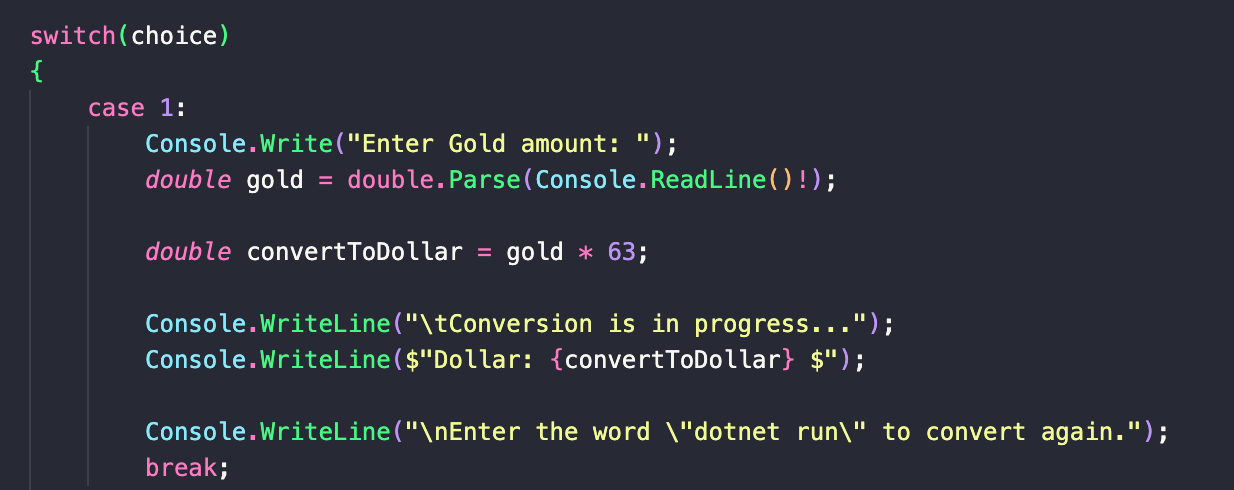 switch(choice)
{
case 1:
Console.Write("Enter Gold amount: ");
double gold = double.Parse(Console.ReadLine()!);
double convertToDollar = gold * 63;
Console.WriteLine("\tConversion is in progress...");
Console.WriteLine($"Dollar: {convertToDollar} $");
Console.WriteLine("\nEnter the word \"dotnet run\" to convert again.");
break;